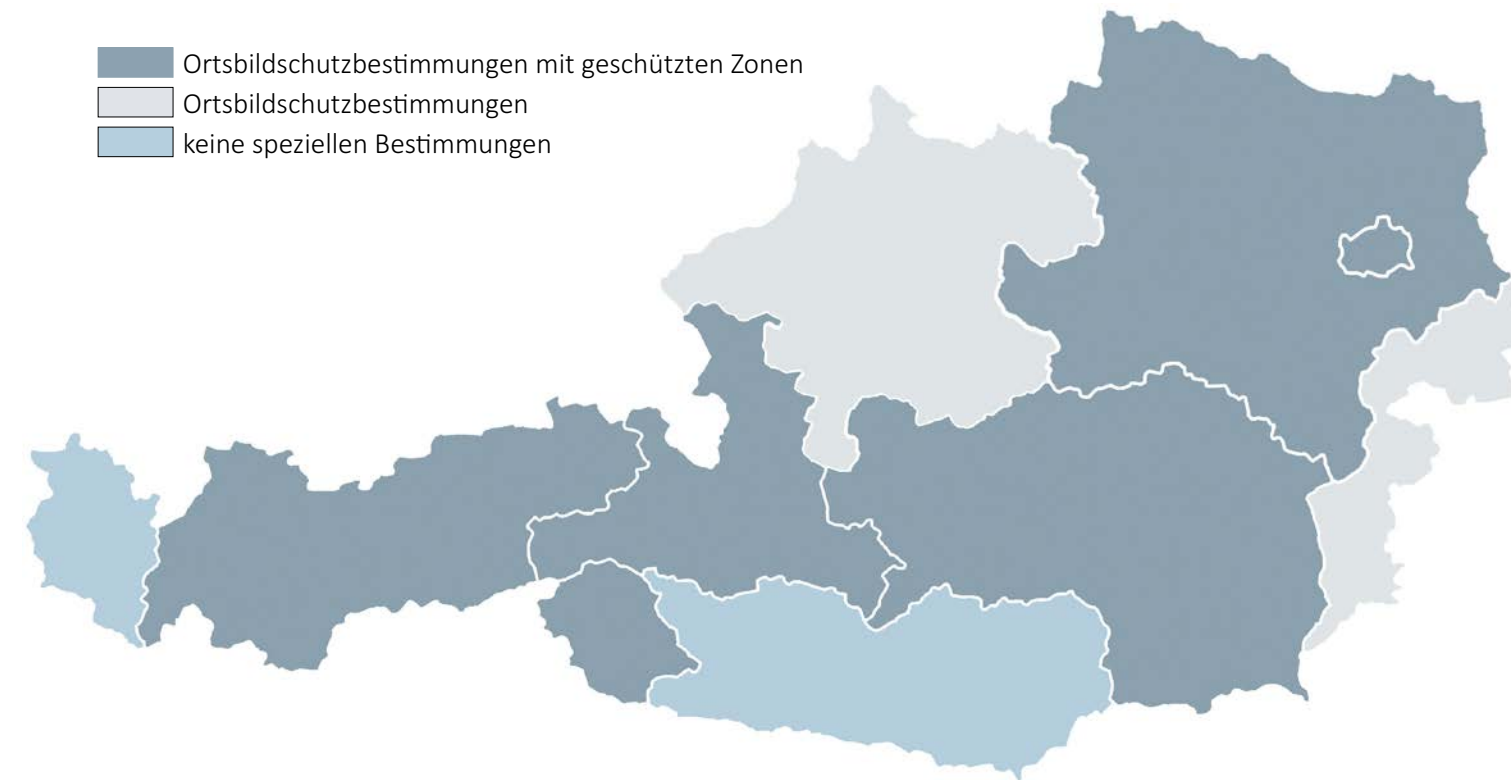 Ortsbildschutzbestimmungen mit geschützten Zonen
Ortsbildschutzbestimmungen
keine speziellen Bestimmungen